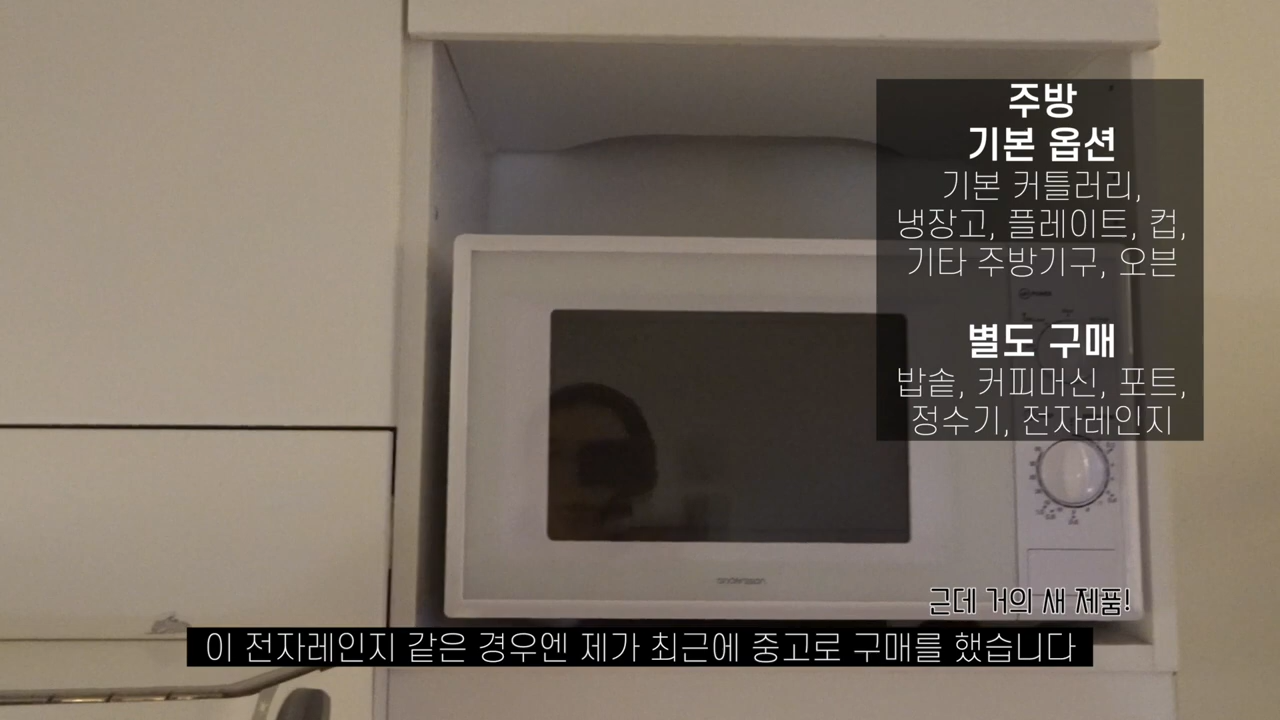 주방
기본 옵션
기본 커틀러리,
냉장고, 플레이트, 컵,
기타 주방기구, 오븐
별도 구매
밥솥, 커피머신, 포트,
정수기, 전자레인지
andersson
근데 거의 새 제품!
이 전자레인지 같은 경우엔 제가 최근에 중고로 구매를 했습니다